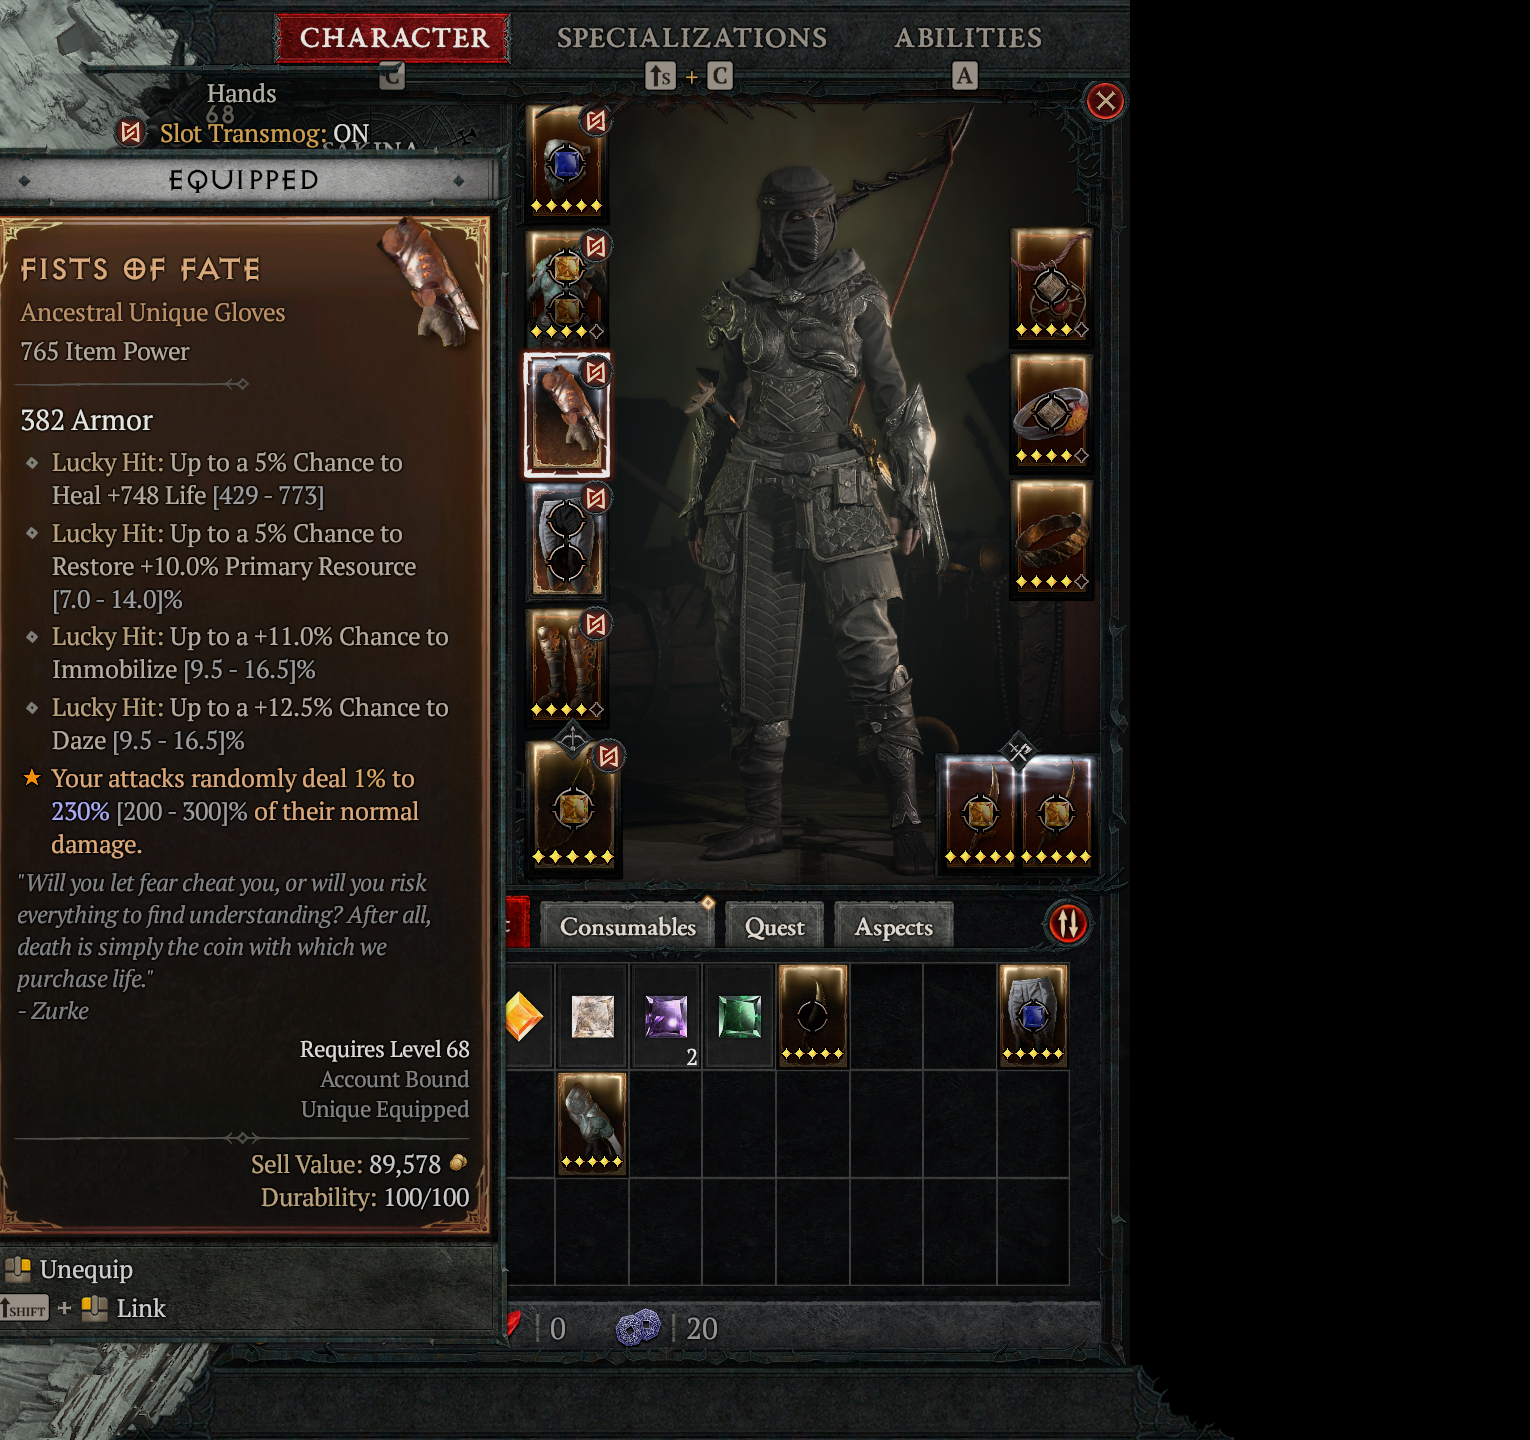 CHARACTER
SPECIALIZATIONS
ABILITIES
C
S + C
A
Hands
68
Slot Transmog: ON
SAKINA
EQUIPPED
FISTS OF FATE
Ancestral Unique Gloves
765 Item Power
382 Armor
Lucky Hit: Up to a 5% Chance to
Heal +748 Life [429 - 773]
Lucky Hit: Up to a 5% Chance to
Restore +10.0% Primary Resource
[7.0 - 14.0]%
Lucky Hit: Up to a +11.0% Chance to
Immobilize [9.5 - 16.5]%
Lucky Hit: Up to a +12.5% Chance to
Daze [9.5 - 16.5]%
Your attacks randomly deal 1% to
230% [200 - 300]% of their normal
damage.
"Will you let fear cheat you, or will you risk
everything to find understanding? After all,
death is simply the coin with which we
purchase life."
- Zurke
Requires Level 68
Account Bound
Unique Equipped
Sell Value: 89,578
Durability: 100/100
Unequip
SHIFT + Link
Consumables
Quest
Aspects
2
0
20